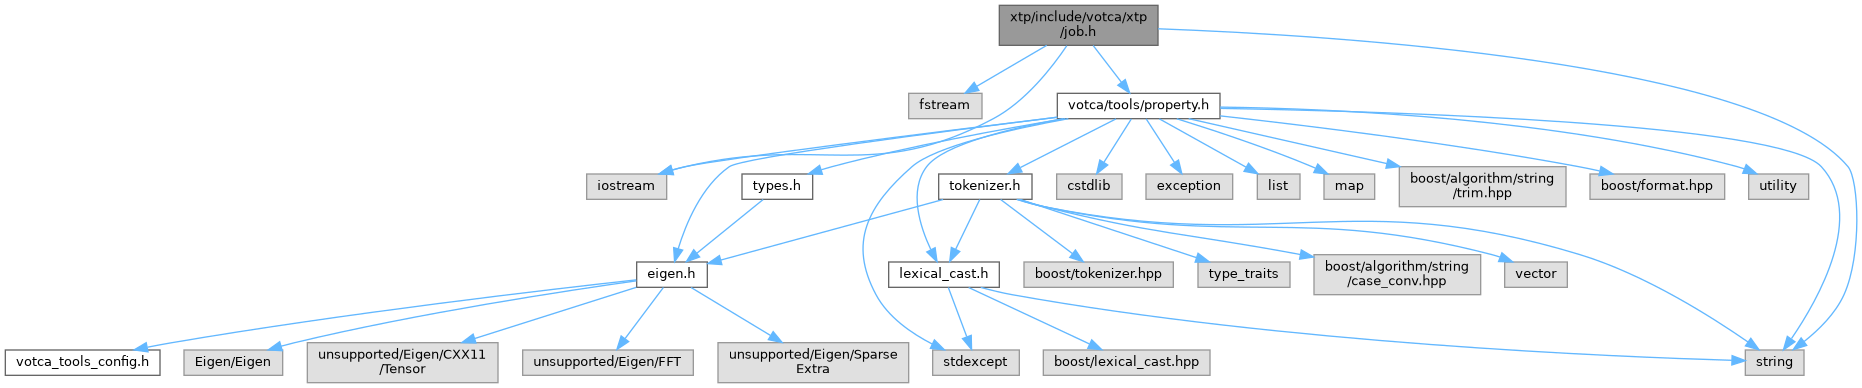 xtp/include/votca/xtp
/job.h
fstream
votca/tools/property.h
iostream
types.h
tokenizer.h
cstdlib
exception
list
map
boost/algorithm/string
/trim.hpp
boost/format.hpp
utility
eigen.h
lexical_cast.h
boost/tokenizer.hpp
type_traits
boost/algorithm/string
/case_conv.hpp
vector
votca_tools_config.h
Eigen/Eigen
unsupported/Eigen/CXX11
/Tensor
unsupported/Eigen/FFT
unsupported/Eigen/Sparse
Extra
stdexcept
boost/lexical_cast.hpp
string